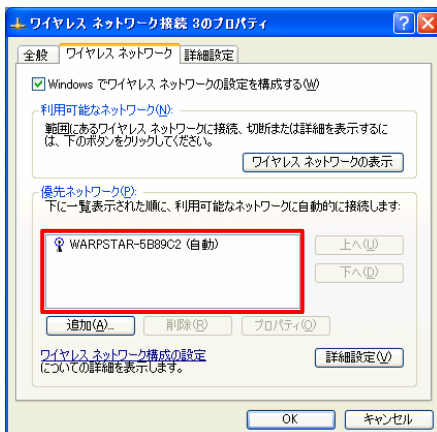 ワイヤレス ネットワーク接続 3のプロパティ
全般 ワイヤレス ネットワーク 詳細設定
Windows でワイヤレス ネットワークの設定を構成する(W)
利用可能なネットワーク(N):
範囲にあるワイヤレス ネットワークに接続、切断または詳細を表示するに
は、下のボタンをクリックしてください。
ワイヤレス ネットワークの表示
優先ネットワーク(P):
下に一覧表示された順に、利用可能なネットワークに自動的に接続します:
WARPSTAR-5B89C2 (自動)
上へ(U)
下へ(D)
追加(A)... 削除(R) プロパティ(O)
ワイヤレス ネットワーク構成の設定
についての詳細を表示します。
詳細設定(V)
OK キャンセル